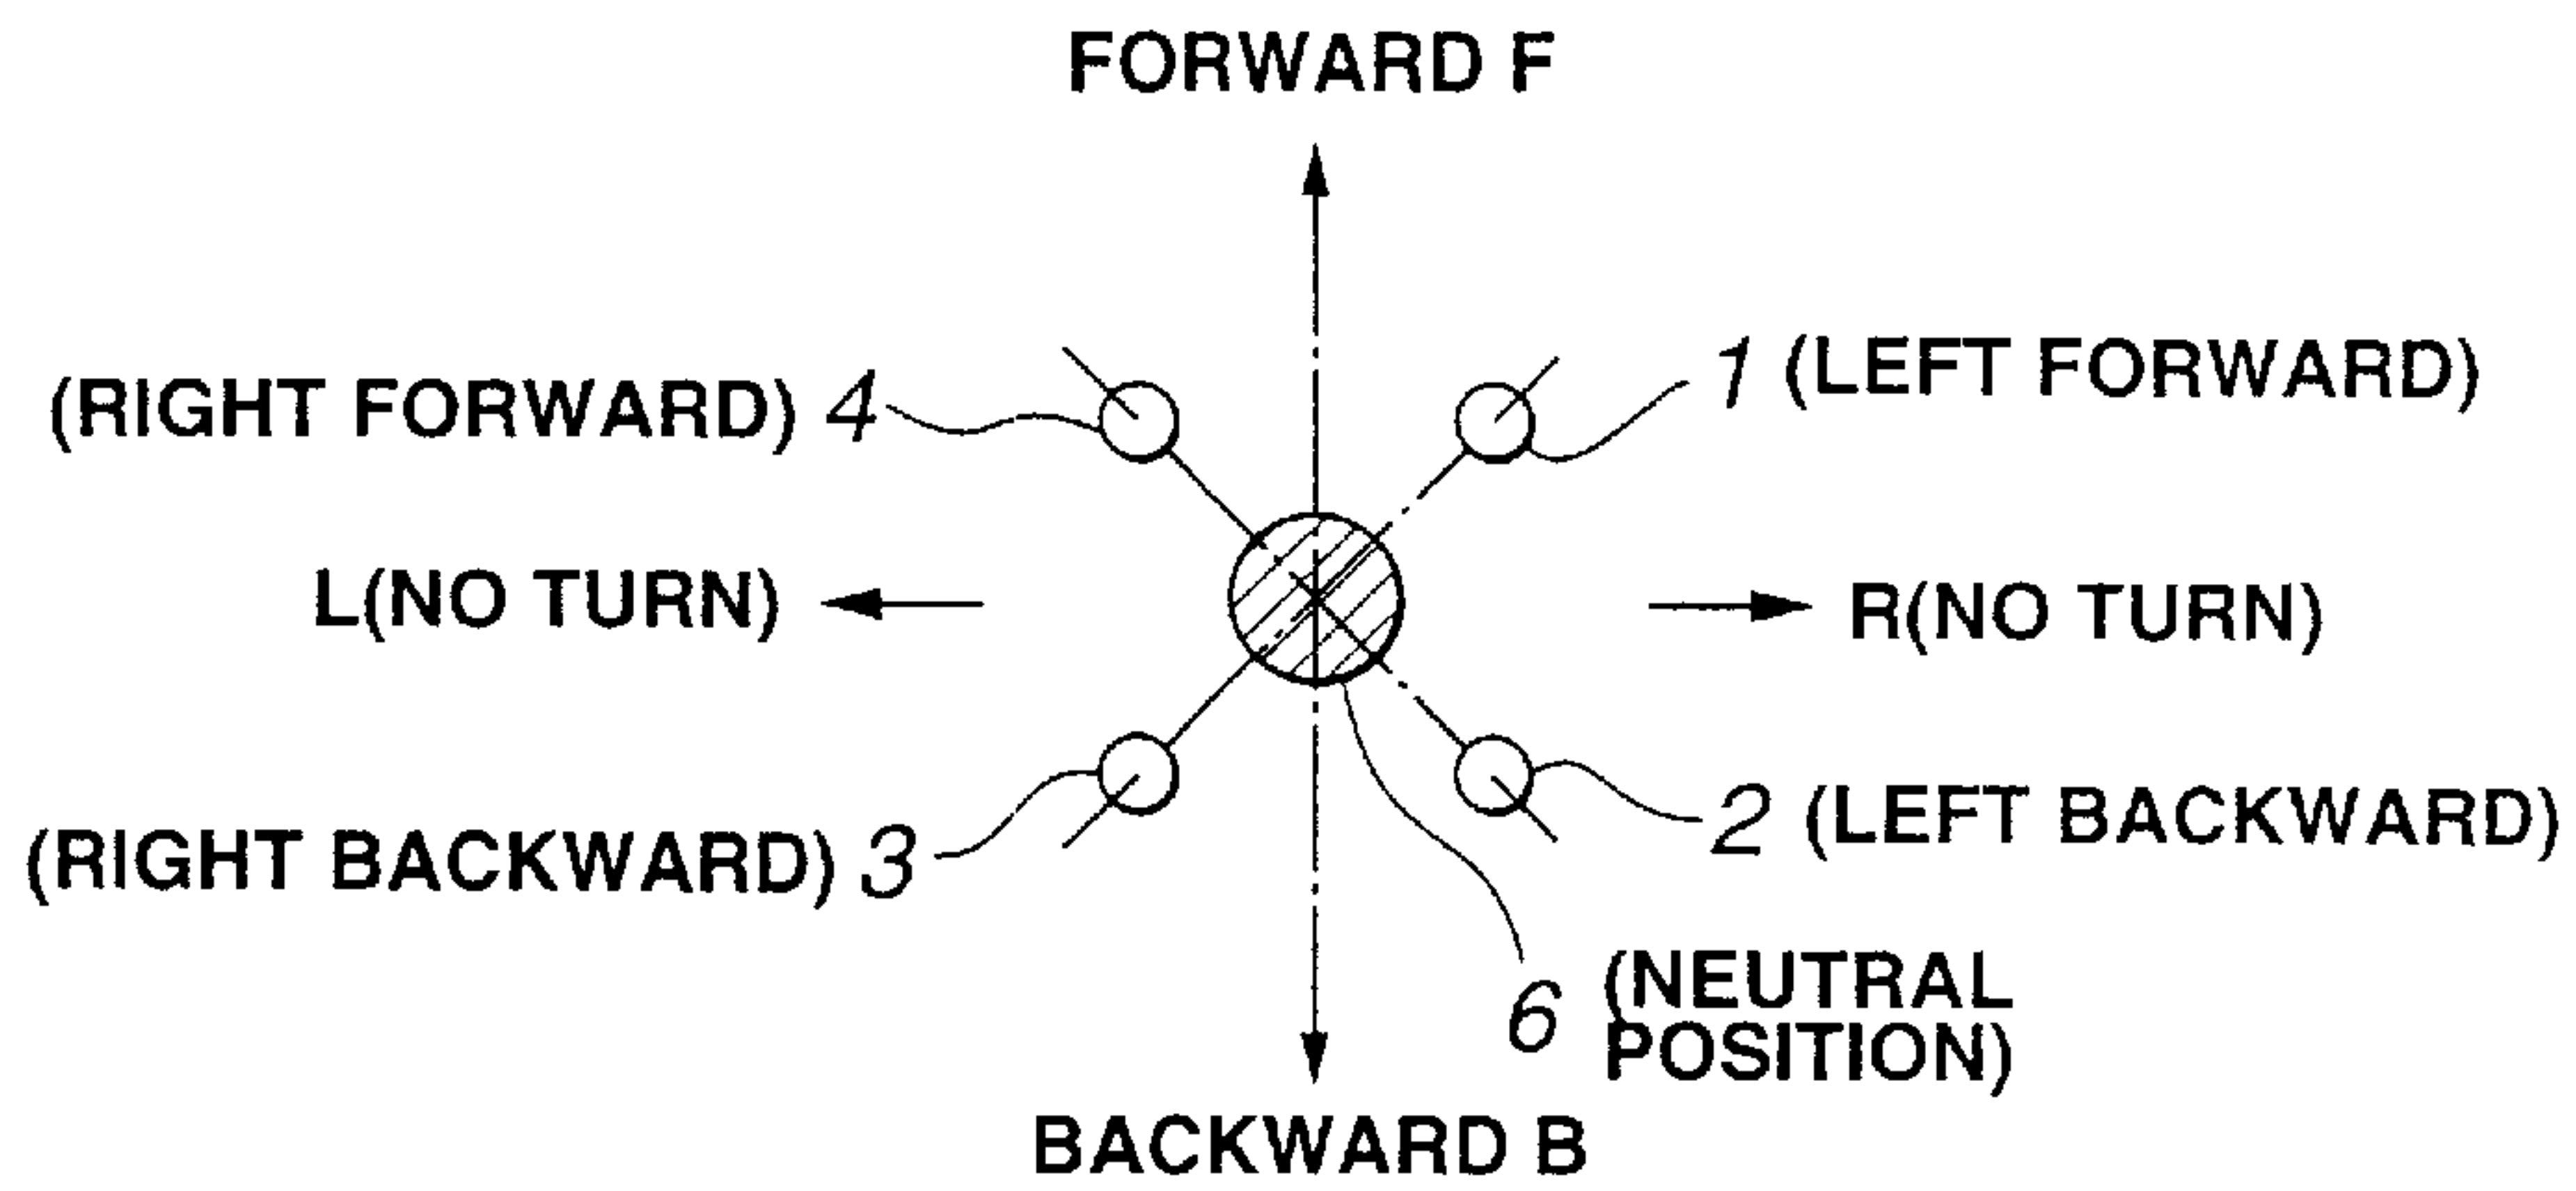 FORWARD F
(RIGHT FORWARD) 4
1 (LEFT FORWARD)
L(NO TURN)
R(NO TURN)
(RIGHT BACKWARD) 3
2 (LEFT BACKWARD)
6 (NEUTRAL
POSITION)
BACKWARD B